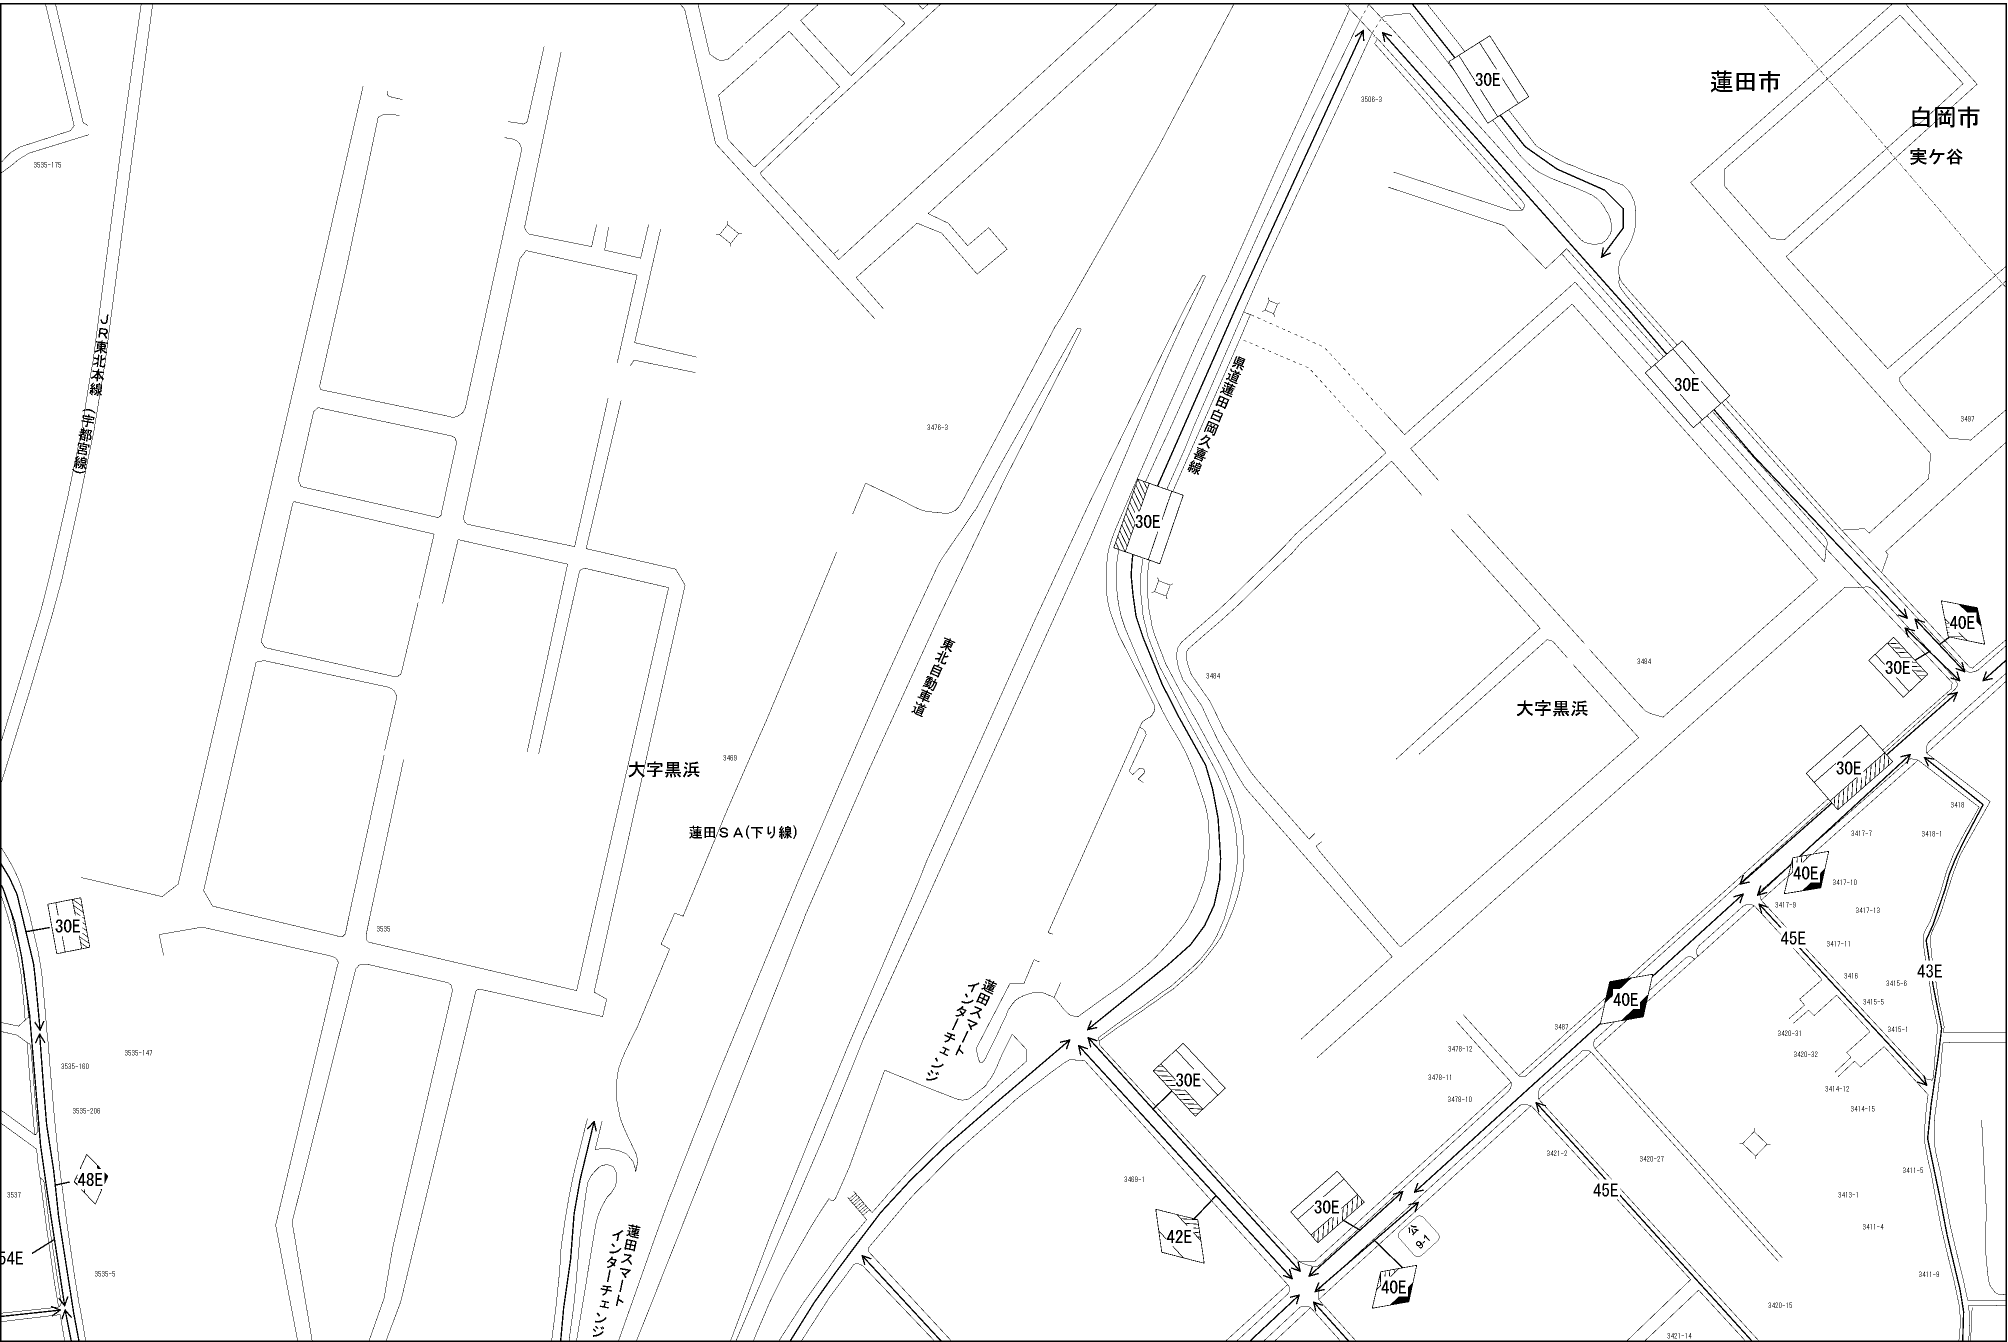 30E
蓮田市
3506-3
白岡市
実ケ谷
3535-175
ＪＲ東北本線（宇都宮線）
県道蓮田白岡久喜線
30E
3476-3
3497
30E
40E
30E
3484
3484
東北自動車道
大字黒浜
3469
大字黒浜
30E
3418
蓮田ＳＡ(下り線)
3417-7
3418-1
40E
3417-10
3417-9
3417-13
30E
3535
45E
3417-11
43E
3416
3415-6
蓮田スマート
インターチェンジ
40E
3415-5
3487
3415-1
3420-31
3478-12
3420-32
3535-147
3535-160
3478-11
30E
3414-12
3478-10
3535-206
3414-15
3421-2
3420-27
3411-5
48E
3469-1
45E
3537
3413-1
30E
3411-4
公
9-1
42E
蓮田スマート
インターチェンジ
54E
3535-5
3411-9
40E
3420-15
3421-14